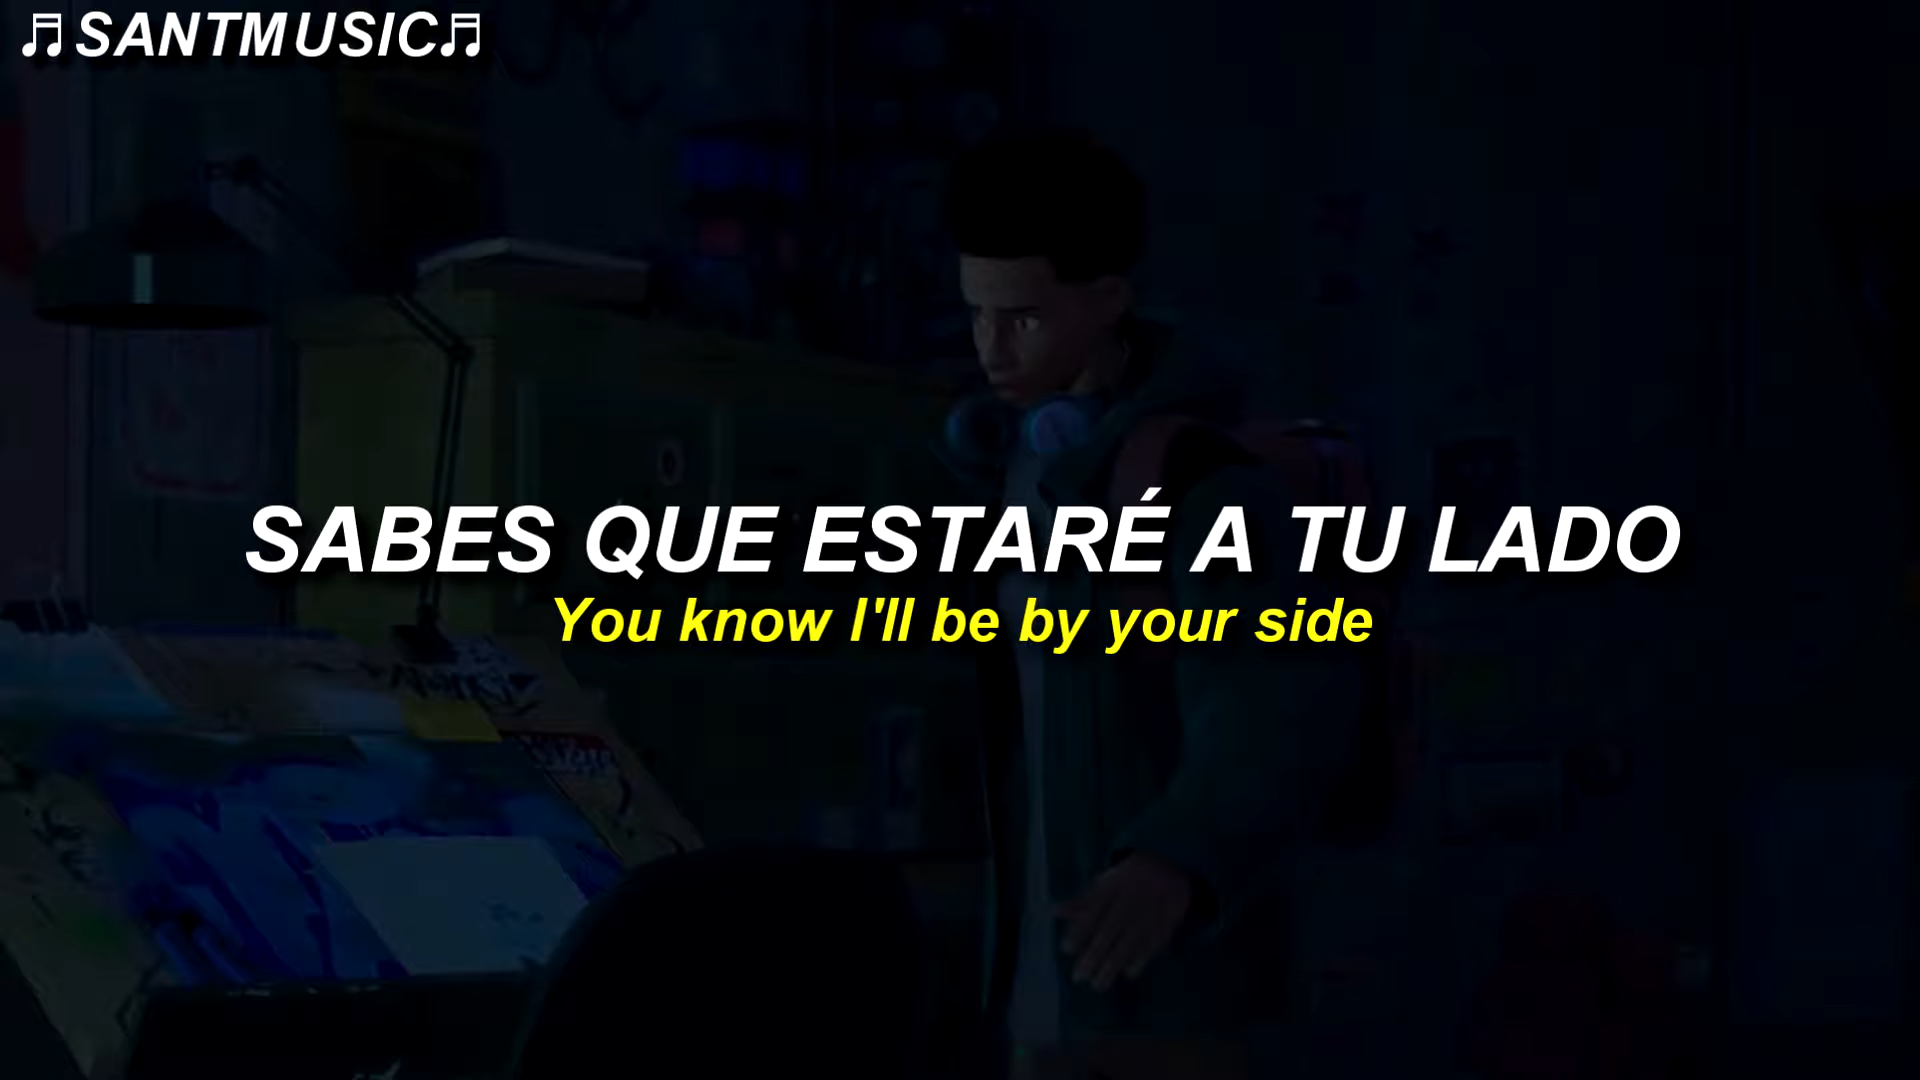 ♫SANTMUSIC♫
SABES QUE ESTARÉ A TU LADO
You know I'll be by your side